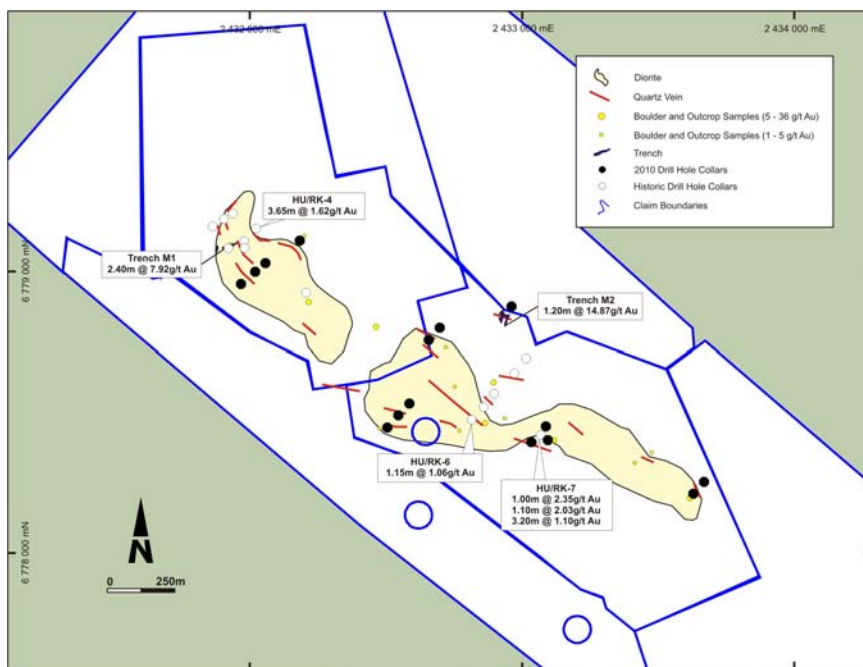 2 432 000 mE
2 433 000 mE
2 434 000 mE
Diorite
Quartz Vein
Boulder and Outcrop Samples (5 - 36 g/t Au)
Boulder and Outcrop Samples (1 - 5 g/t Au)
Trench
2010 Drill Hole Collars
Historic Drill Hole Collars
Claim Boundaries
HU/RK-4
3.65m @ 1.62g/t Au
Trench M1
2.40m @ 7.92g/t Au
6 779 000 mN
Trench M2
1.20m @ 14.87g/t Au
HU/RK-6
1.15m @ 1.06g/t Au
HU/RK-7
1.00m @ 2.35g/t Au
1.10m @ 2.03g/t Au
3.20m @ 1.10g/t Au
6 778 000 mN
N
0 250m